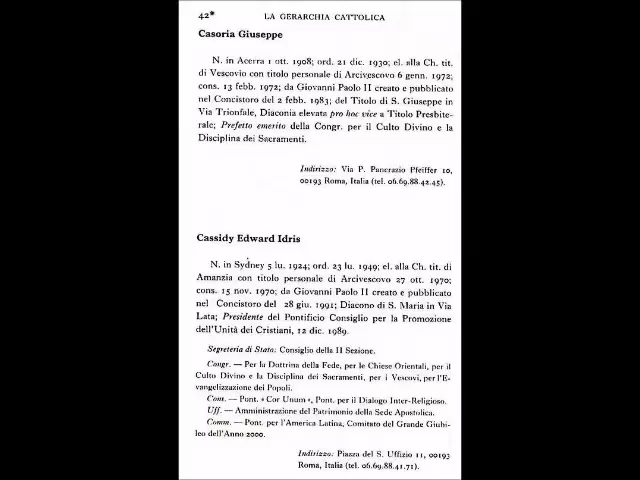 42*
LA GERARCHIA CATTOLICA
Casoria Giuseppe
N. in Acerra 1 ott. 1908; ord. 21 dic. 1930; el. alla Ch. tit.
di Vescovio con titolo personale di Arcivescovo 6 genn. 1972;
cons. 13 febb. 1972; da Giovanni Paolo II creato e pubblicato
nel Concistoro del 2 febb. 1983; del Titolo di S. Giuseppe in
Via Trionfale, Diaconia elevata pro hac vice a Titolo Presbite-
rale; Prefetto emerito della Congr. per il Culto Divino e la
Disciplina dei Sacramenti.
Indirizzo: Via P. Pancrazio Pfeiffer 10,
00193 Roma, Italia (tel. 06.69.88.42.45).
Cassidy Edward Idris
N. in Sydney 5 lu. 1924; ord. 23 lu. 1949; el. alla Ch. tit. di
Amanzia con titolo personale di Arcivescovo 27 ott. 1970;
cons. 15 nov. 1970; da Giovanni Paolo II creato e pubblicato
nel Concistoro del 28 giu. 1991; Diacono di S. Maria in Via
Lata; Presidente del Pontificio Consiglio per la Promozione
dell'Unità dei Cristiani, 12 dic. 1989.
Segreteria di Stato: Consiglio della II Sezione.
Congr. — Per la Dottrina della Fede, per le Chiese Orientali, per il
Culto Divino e la Disciplina dei Sacramenti, per i Vescovi, per l'E-
vangelizzazione dei Popoli.
Cons. — Pont. « Cor Unum », Pont. per il Dialogo Inter-Religioso.
Uff. — Amministrazione del Patrimonio della Sede Apostolica.
Comm. — Pont. per l'America Latina, Comitato del Grande Giubi-
leo dell'Anno 2000.
Indirizzo: Piazza del S. Uffizio 11, 00193
Roma, Italia (tel. 06.69.88.41.71).